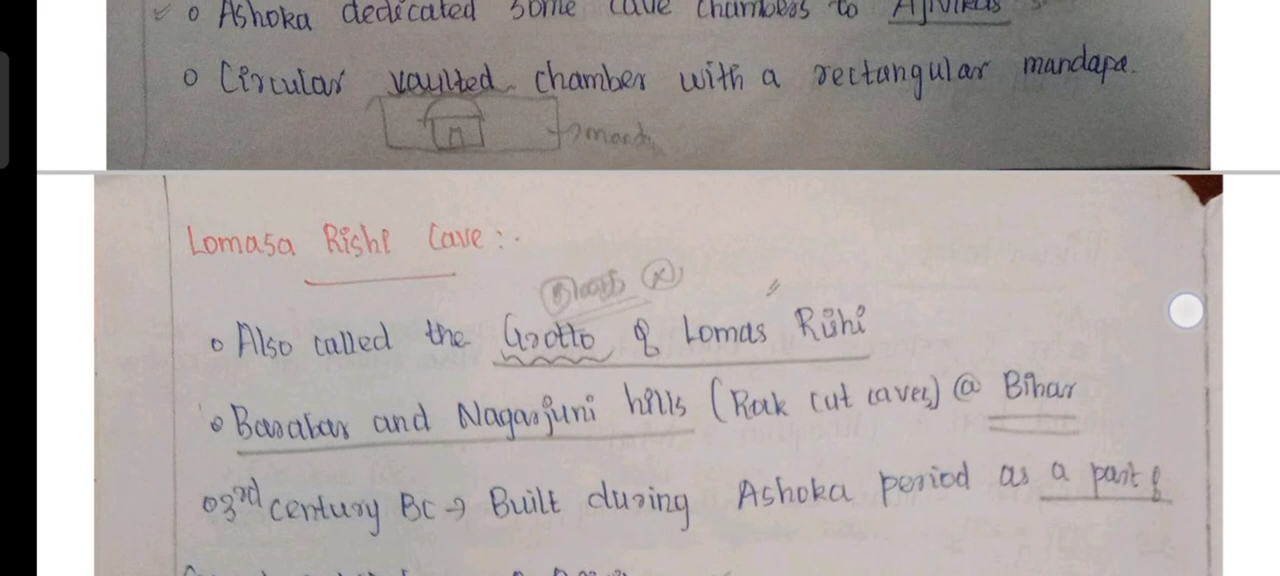 o Ashoka dedicated some cave chambers to Ajivikas
o Circular vaulted chamber with a rectangular mandapa.
Lomasa Rishi Cave :-
o Also called the Grotto of Lomas Rishi
o Barabar and Nagarjuni hills (Rok cut caves) @ Bihar
o 3rd century BC → Built during Ashoka period as a part of